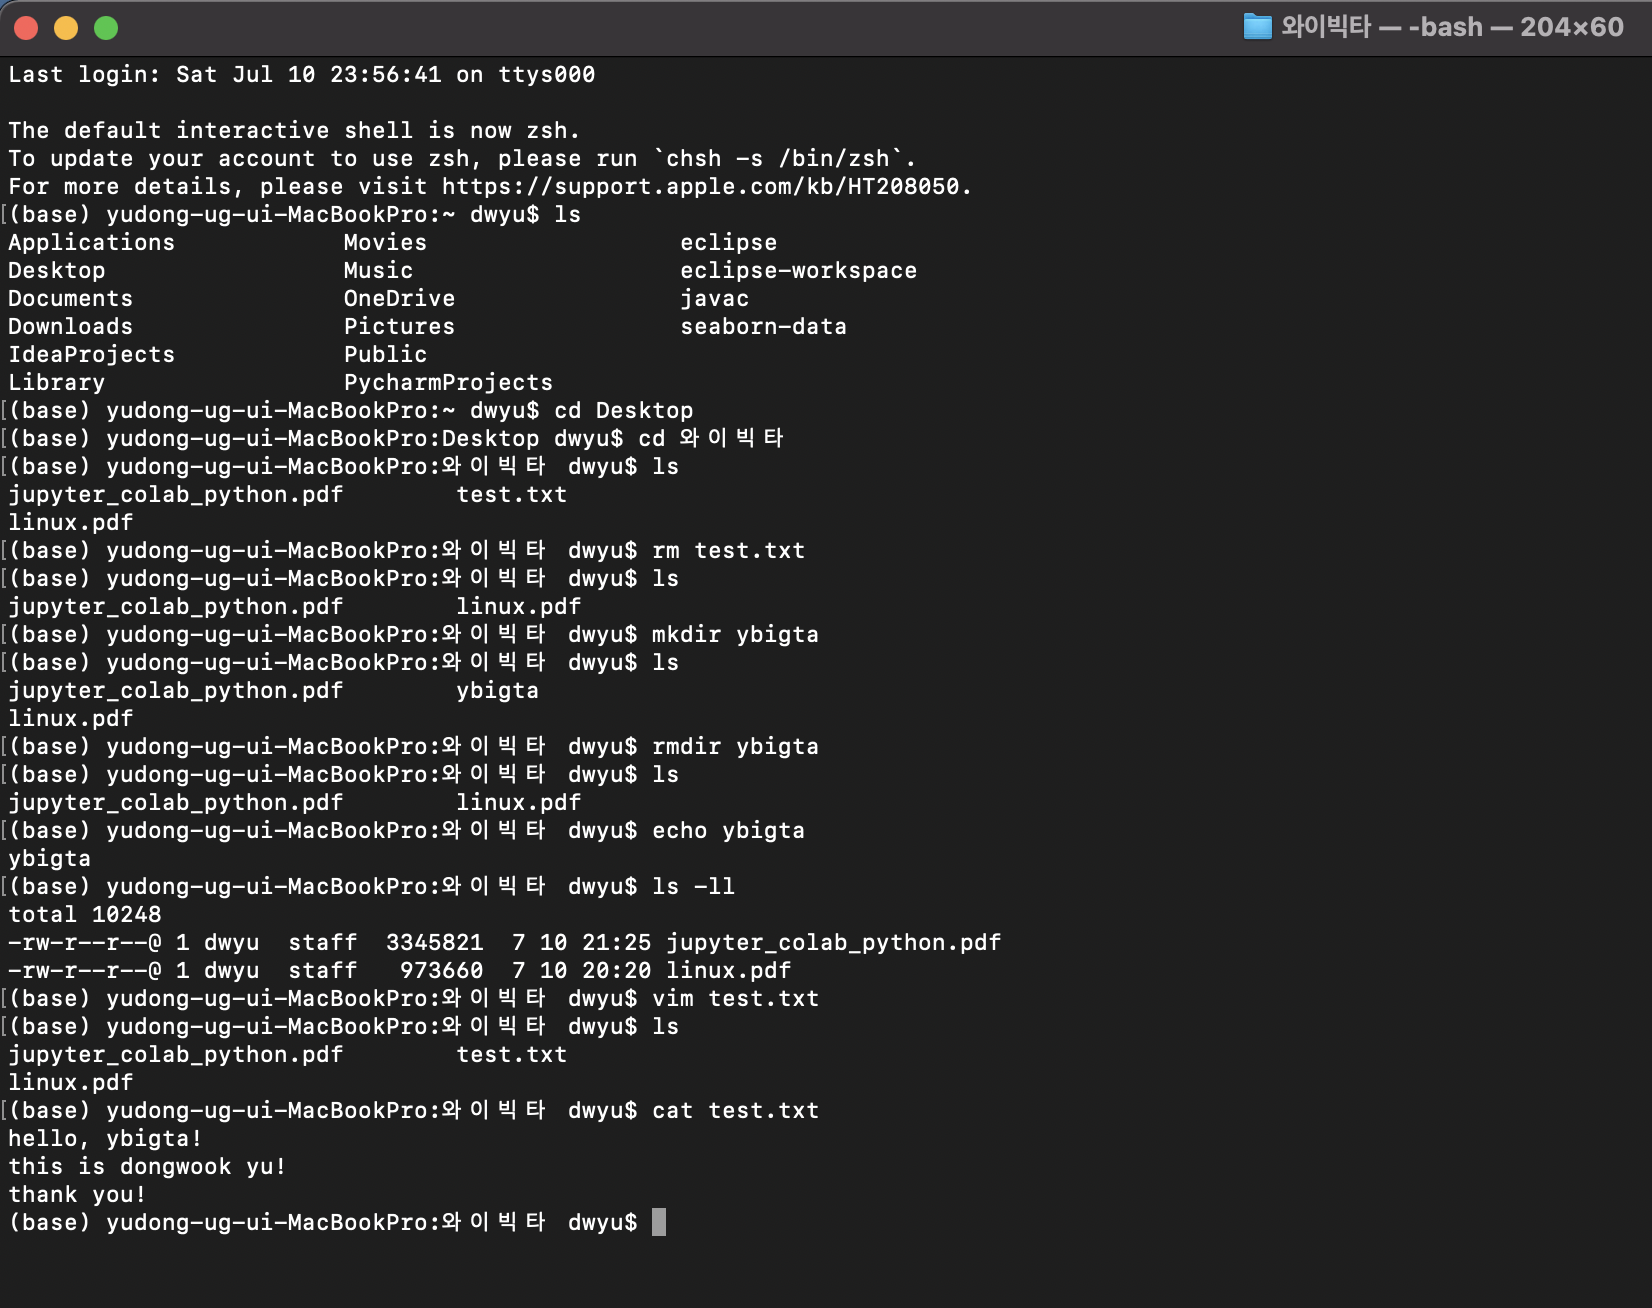 와이빅타 — -bash — 204×60
Last login: Sat Jul 10 23:56:41 on ttys000
The default interactive shell is now zsh.
To update your account to use zsh, please run `chsh -s /bin/zsh`.
For more details, please visit https://support.apple.com/kb/HT208050.
[(base) yudong-ug-ui-MacBookPro:~ dwyu$ ls
Applications Movies eclipse
Desktop Music eclipse-workspace
Documents OneDrive javac
Downloads Pictures seaborn-data
IdeaProjects Public
Library PycharmProjects
[(base) yudong-ug-ui-MacBookPro:~ dwyu$ cd Desktop
[(base) yudong-ug-ui-MacBookPro:Desktop dwyu$ cd 와이빅타
[(base) yudong-ug-ui-MacBookPro:와이빅타 dwyu$ ls
jupyter_colab_python.pdf test.txt
linux.pdf
[(base) yudong-ug-ui-MacBookPro:와이빅타 dwyu$ rm test.txt
[(base) yudong-ug-ui-MacBookPro:와이빅타 dwyu$ ls
jupyter_colab_python.pdf linux.pdf
[(base) yudong-ug-ui-MacBookPro:와이빅타 dwyu$ mkdir ybigta
[(base) yudong-ug-ui-MacBookPro:와이빅타 dwyu$ ls
jupyter_colab_python.pdf ybigta
linux.pdf
[(base) yudong-ug-ui-MacBookPro:와이빅타 dwyu$ rmdir ybigta
[(base) yudong-ug-ui-MacBookPro:와이빅타 dwyu$ ls
jupyter_colab_python.pdf linux.pdf
[(base) yudong-ug-ui-MacBookPro:와이빅타 dwyu$ echo ybigta
ybigta
[(base) yudong-ug-ui-MacBookPro:와이빅타 dwyu$ ls -ll
total 10248
-rw-r--r--@ 1 dwyu  staff  3345821  7 10 21:25 jupyter_colab_python.pdf
-rw-r--r--@ 1 dwyu  staff   973660  7 10 20:20 linux.pdf
[(base) yudong-ug-ui-MacBookPro:와이빅타 dwyu$ vim test.txt
[(base) yudong-ug-ui-MacBookPro:와이빅타 dwyu$ ls
jupyter_colab_python.pdf test.txt
linux.pdf
[(base) yudong-ug-ui-MacBookPro:와이빅타 dwyu$ cat test.txt
hello, ybigta!
this is dongwook yu!
thank you!
(base) yudong-ug-ui-MacBookPro:와이빅타 dwyu$